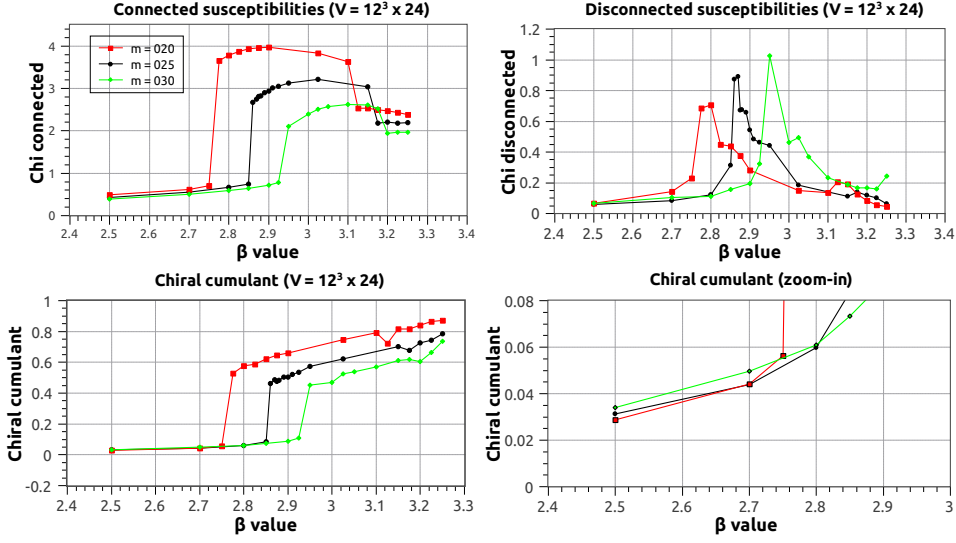 Connected susceptibilities (V = 12³ x 24)
Chi connected
4
3
2
1
0
m = 020
m = 025
m = 030
2.4 2.5 2.6 2.7 2.8 2.9 3 3.1 3.2 3.3 3.4
β value
Disconnected susceptibilities (V = 12³ x 24)
Chi disconnected
1.2
1
0.8
0.6
0.4
0.2
0
2.4 2.5 2.6 2.7 2.8 2.9 3 3.1 3.2 3.3 3.4
β value
Chiral cumulant (V = 12³ x 24)
Chiral cumulant
1
0.8
0.6
0.4
0.2
0
-0.2
2.4 2.5 2.6 2.7 2.8 2.9 3 3.1 3.2 3.3
β value
Chiral cumulant (zoom-in)
Chiral cumulant
0.08
0.06
0.04
0.02
0
2.4 2.5 2.6 2.7 2.8 2.9 3
β value